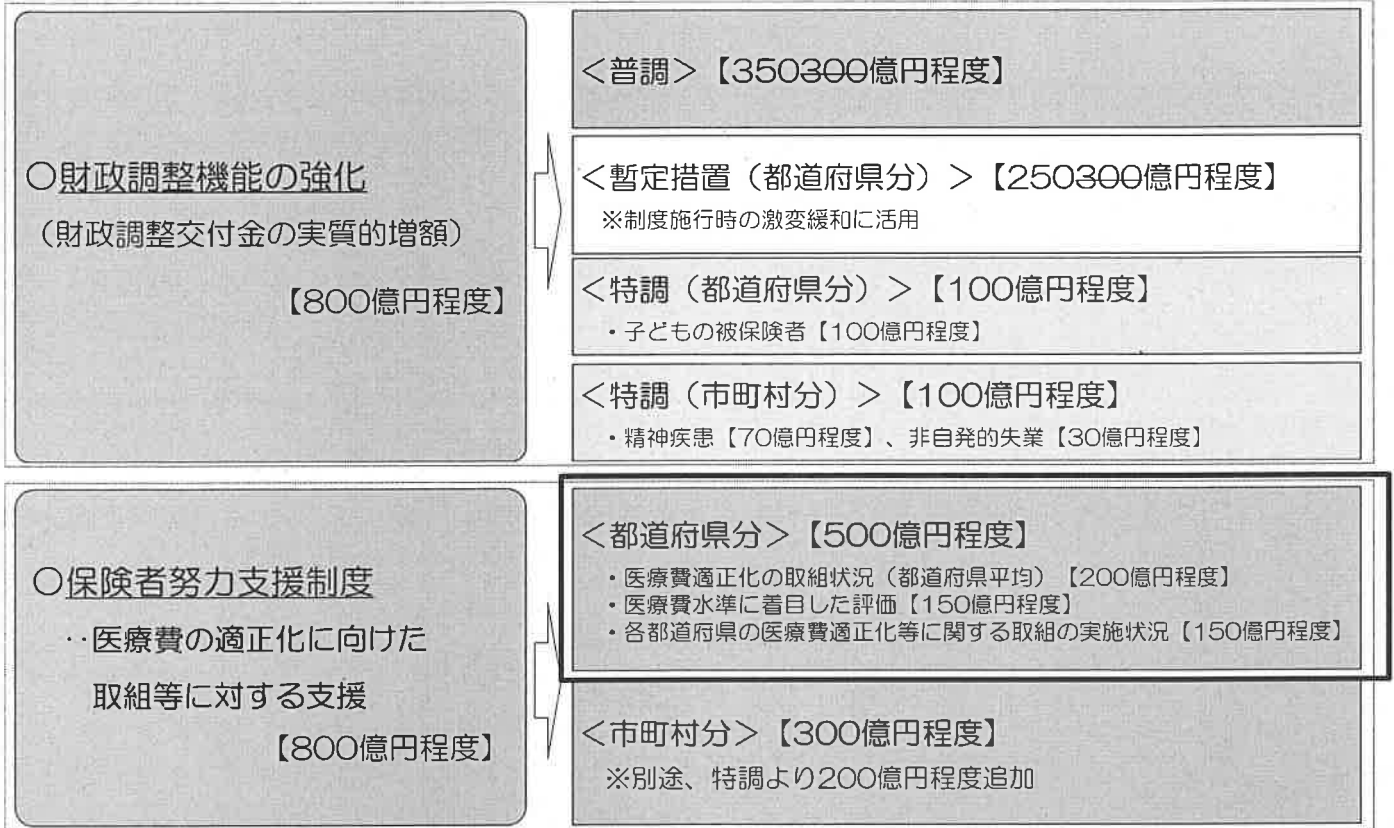 ○財政調整機能の強化
（財政調整交付金の実質的増額）
【800億円程度】
＜普調＞【350300億円程度】
＜暫定措置（都道府県分）＞【250300億円程度】
※制度施行時の激変緩和に活用
＜特調（都道府県分）＞【100億円程度】
・子どもの被保険者【100億円程度】
＜特調（市町村分）＞【100億円程度】
・精神疾患【70億円程度】、非自発的失業【30億円程度】
○保険者努力支援制度
‥医療費の適正化に向けた
取組等に対する支援
【800億円程度】
＜都道府県分＞【500億円程度】
・医療費適正化の取組状況（都道府県平均）【200億円程度】
・医療費水準に着目した評価【150億円程度】
・各都道府県の医療費適正化等に関する取組の実施状況【150億円程度】
＜市町村分＞【300億円程度】
※別途、特調より200億円程度追加